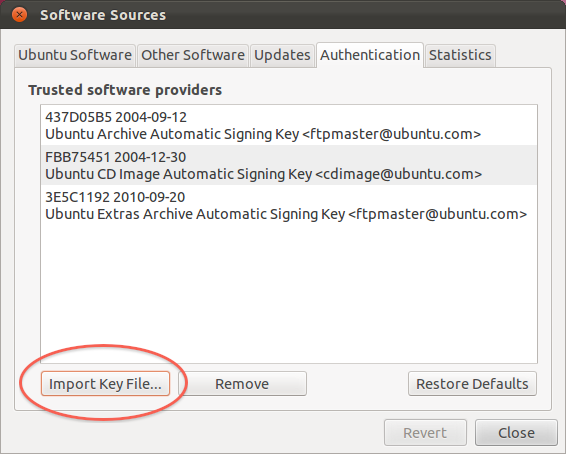 Software Sources
Ubuntu Software Other Software Updates Authentication Statistics
Trusted software providers
437D05B5 2004-09-12
Ubuntu Archive Automatic Signing Key <ftpmaster@ubuntu.com>
FBB75451 2004-12-30
Ubuntu CD Image Automatic Signing Key <cdimage@ubuntu.com>
3E5C1192 2010-09-20
Ubuntu Extras Archive Automatic Signing Key <ftpmaster@ubuntu.com>
Import Key File... Remove Restore Defaults
Revert Close